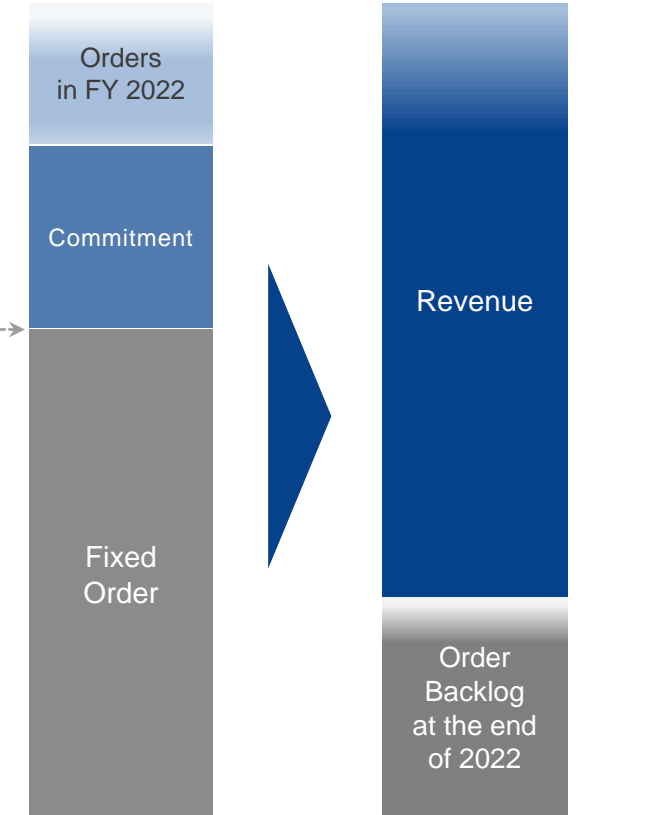 Orders
in FY 2022
Commitment
Fixed
Order
Revenue
Order
Backlog
at the end
of 2022